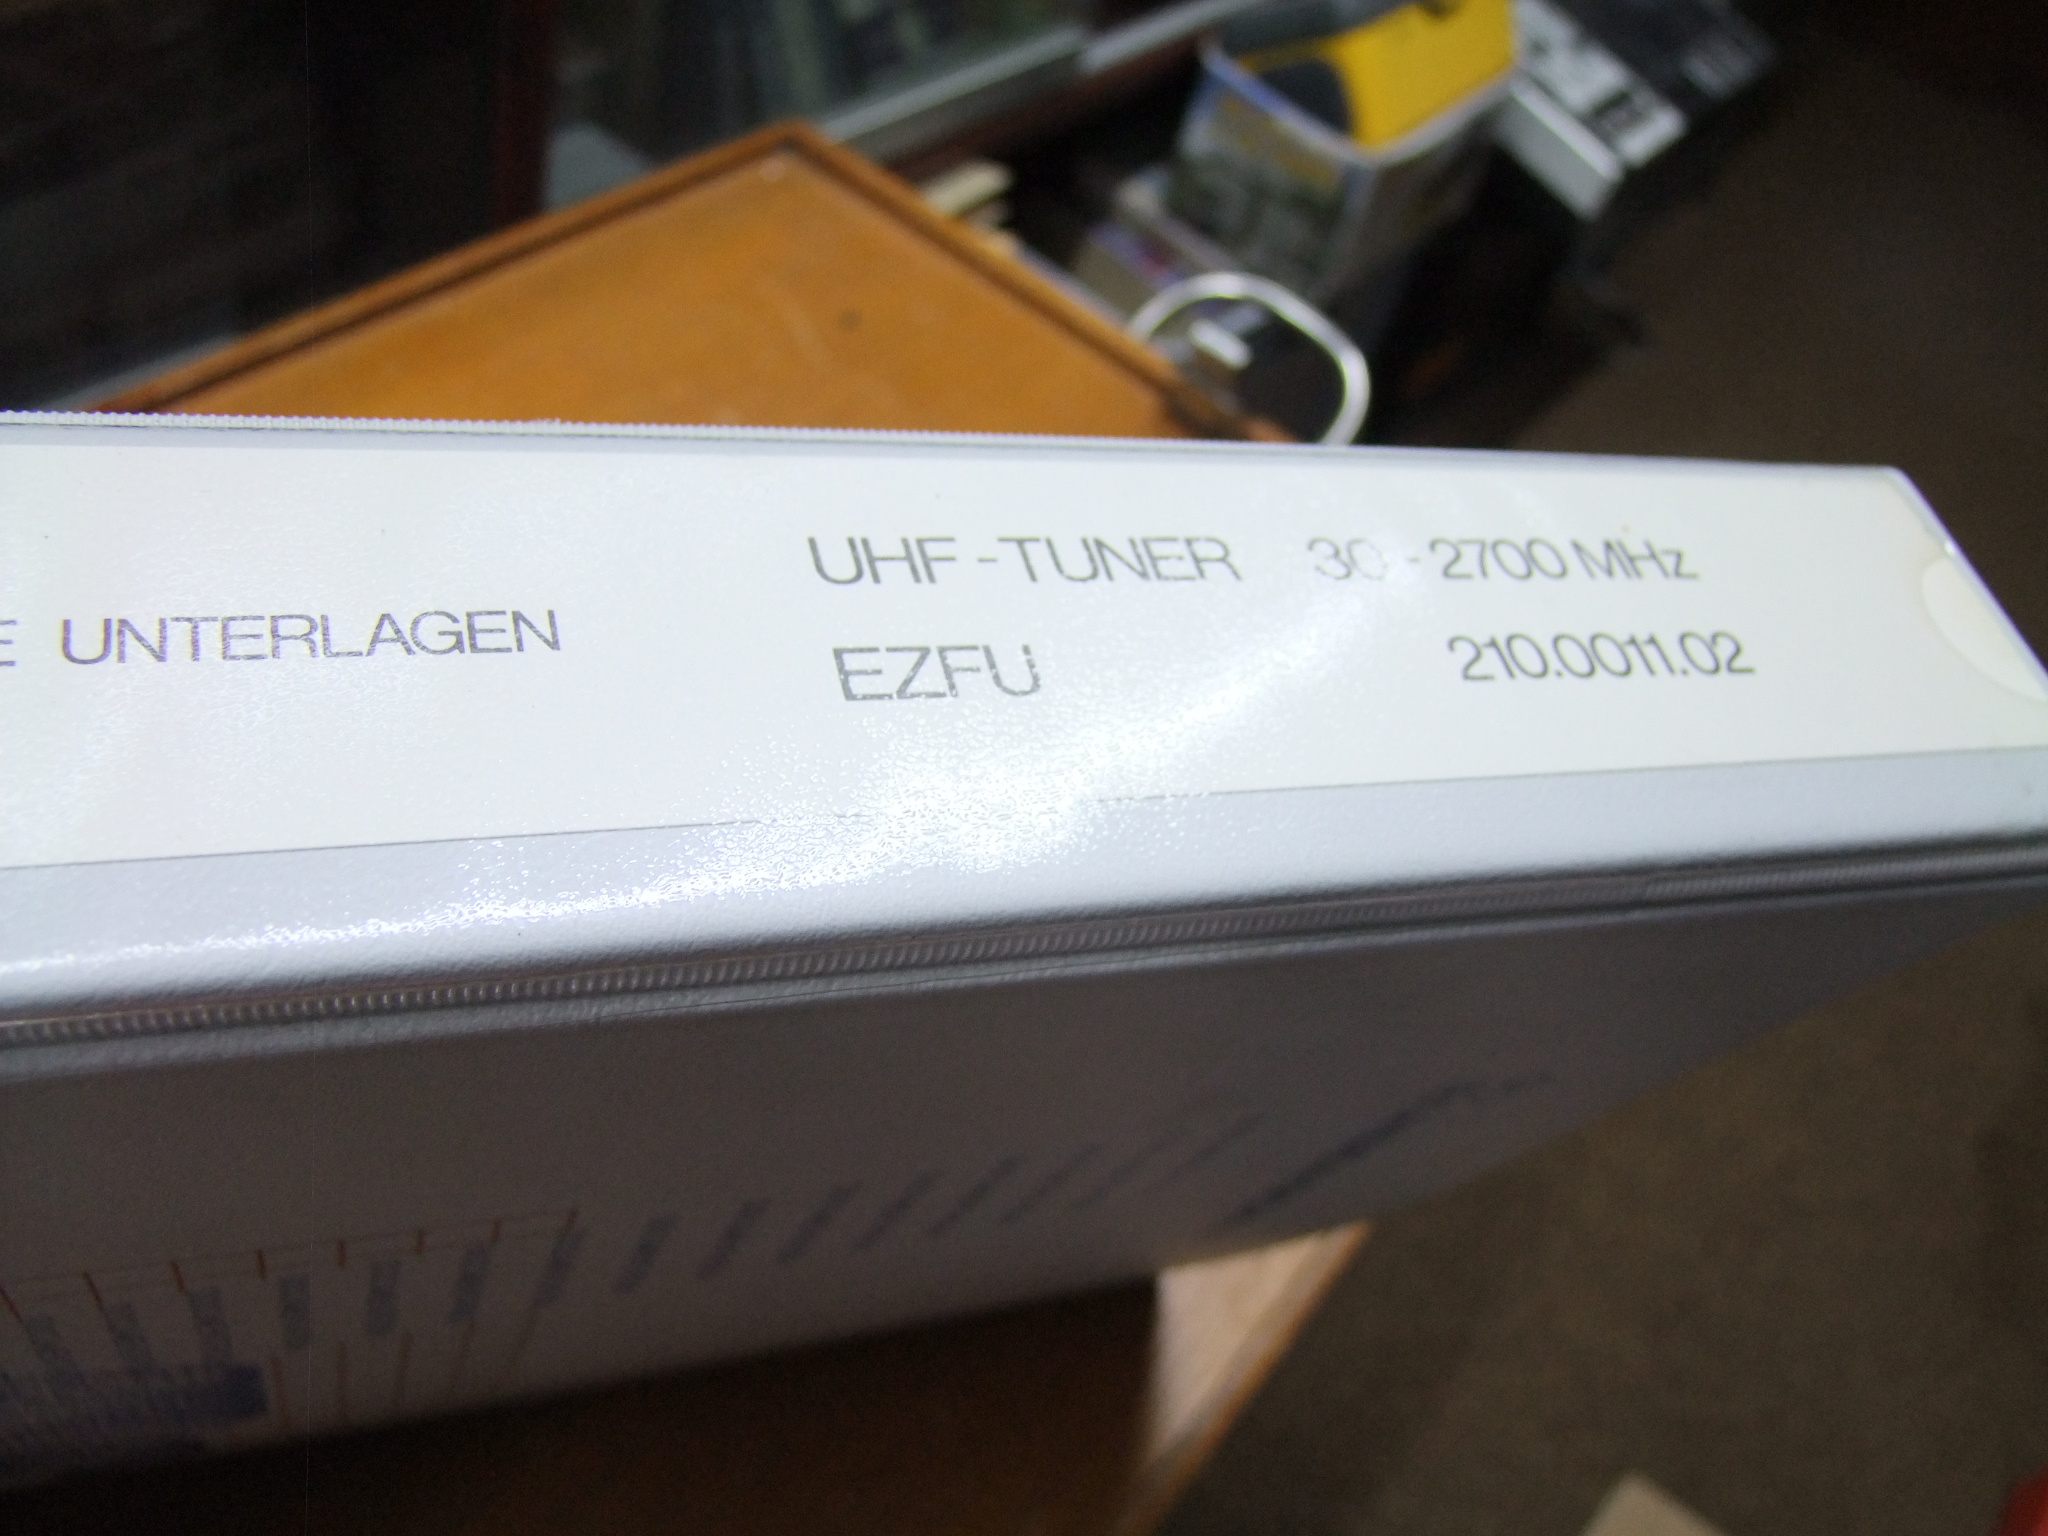 E UNTERLAGEN
UHF-TUNER 30-2700 MHz
EZFU 210.0011.02